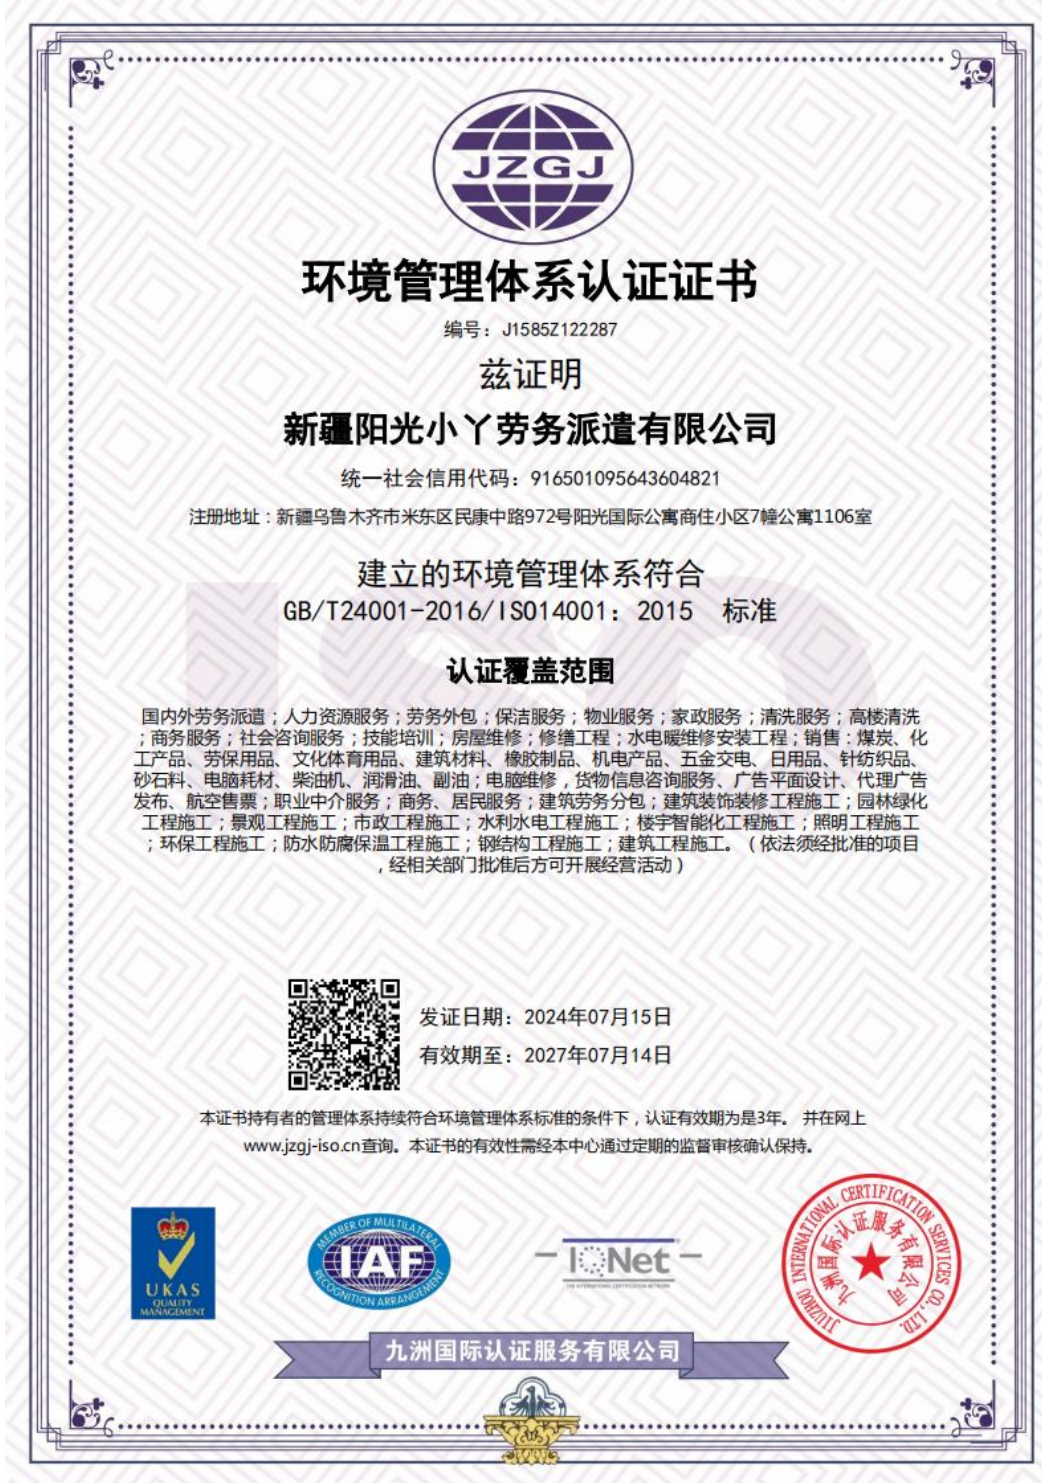 JZGJ
环境管理体系认证证书
编号：J1585Z122287
兹证明
新疆阳光小丫劳务派遣有限公司
统一社会信用代码：916501095643604821
注册地址：新疆乌鲁木齐市米东区民康中路972号阳光国际公寓商住小区7幢公寓1106室
建立的环境管理体系符合
GB/T24001-2016/ISO14001：2015 标准
认证覆盖范围
国内外劳务派遣；人力资源服务；劳务外包；保洁服务；物业服务；家政服务；清洗服务；高楼清洗
；商务服务；社会咨询服务；技能培训；房屋维修；修缮工程；水电暖维修安装工程；销售：煤炭、化
工产品、劳保用品、文化体育用品、建筑材料、橡胶制品、机电产品、五金交电、日用品、针纺织品、
砂石料、电脑耗材、柴油机、润滑油、副油；电脑维修，货物信息咨询服务、广告平面设计、代理广告
发布、航空售票；职业中介服务；商务、居民服务；建筑劳务分包；建筑装饰装修工程施工；园林绿化
工程施工；景观工程施工；市政工程施工；水利水电工程施工；楼宇智能化工程施工；照明工程施工
；环保工程施工；防水防腐保温工程施工；钢结构工程施工；建筑工程施工。（依法须经批准的项目
，经相关部门批准后方可开展经营活动）
发证日期：2024年07月15日
有效期至：2027年07月14日
本证书持有者的管理体系持续符合环境管理体系标准的条件下，认证有效期为是3年。 并在网上
www.jzgj-iso.cn查询。本证书的有效性需经本中心通过定期的监督审核确认保持。
UKAS
QUALITY
MANAGEMENT
MEMBER OF MULTILATERAL
IAF
RECOGNITION ARRANGEMENT
IQNet
THE INTERNATIONAL CERTIFICATION NETWORK
JIUZHOU INTERNATIONAL CERTIFICATION SERVICES CO.,LTD.
九洲国际认证服务有限公司
九洲国际认证服务有限公司